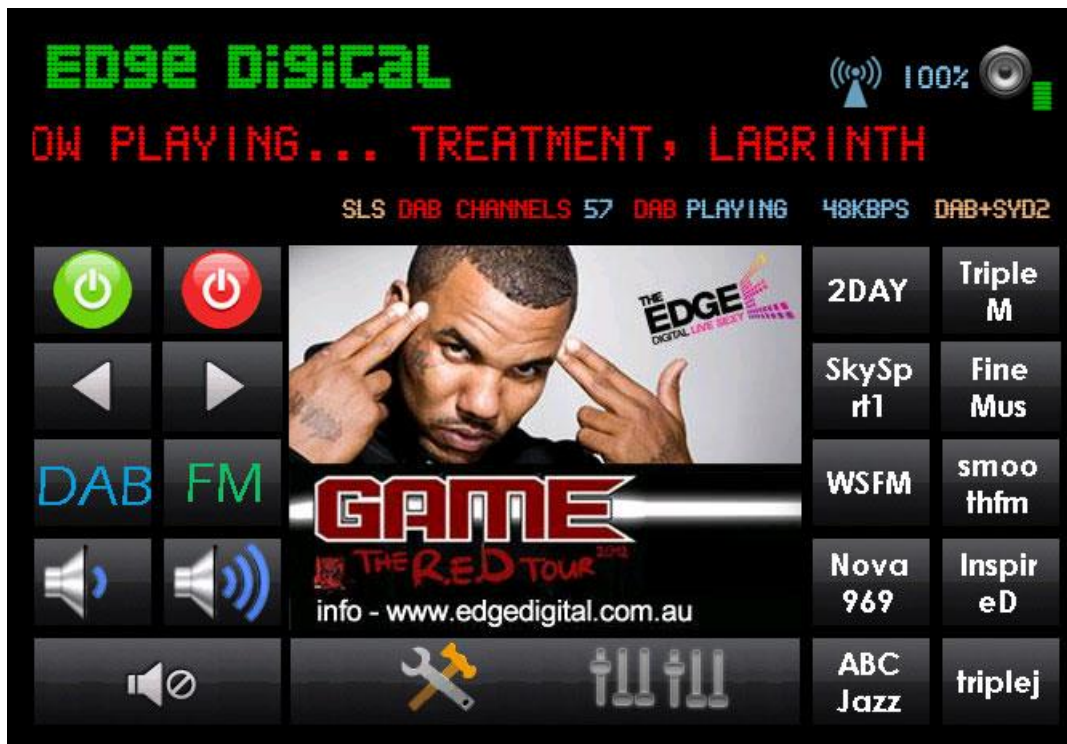 EDGE DiGiTAL
100%
OW PLAYING... TREATMENT, LABRINTH
SLS DAB CHANNELS 57 DAB PLAYING 48KBPS DAB+SYD2
THE
EDGE
DIGITAL LIVE SEXY
DAB FM
GAME
THE R.E.D TOUR 2012
info - www.edgedigital.com.au
2DAY
Triple
M
SkySp
rt1
Fine
Mus
WSFM
smoo
thfm
Nova
969
Inspir
eD
ABC
Jazz
triplej